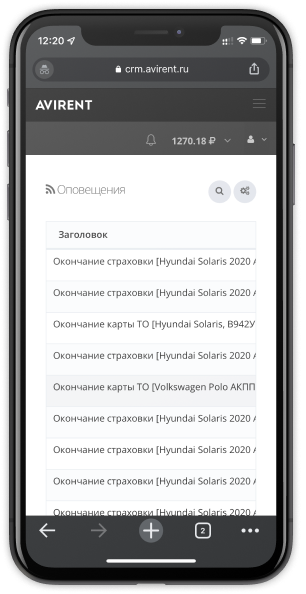 12:20
crm.avirent.ru
AVIRENT
1270.18 ₽
Оповещения
Заголовок
Окончание страховки [Hyundai Solaris 2020 А
Окончание страховки [Hyundai Solaris 2020 А
Окончание карты ТО [Hyundai Solaris, В942У
Окончание страховки [Hyundai Solaris 2020 А
Окончание карты ТО [Volkswagen Polo АКПП
Окончание страховки [Hyundai Solaris 2020 А
Окончание страховки [Hyundai Solaris 2020 А
Окончание страховки [Hyundai Solaris 2020 А
Окончание страховки [Hyundai Solaris 2020 А
2